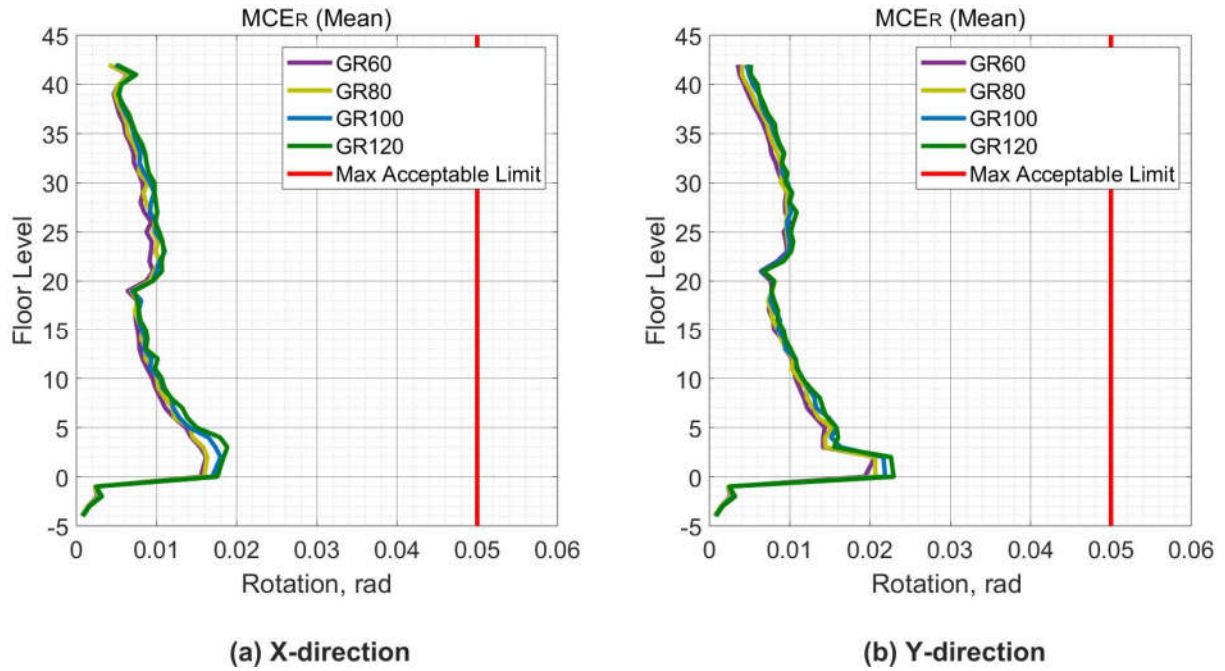 MCER (Mean)
45
40
35
30
25
20
15
10
5
0
-5
Floor Level
GR60
GR80
GR100
GR120
Max Acceptable Limit
0 0.01 0.02 0.03 0.04 0.05 0.06
Rotation, rad
(a) X-direction
MCER (Mean)
45
40
35
30
25
20
15
10
5
0
-5
Floor Level
GR60
GR80
GR100
GR120
Max Acceptable Limit
0 0.01 0.02 0.03 0.04 0.05 0.06
Rotation, rad
(b) Y-direction